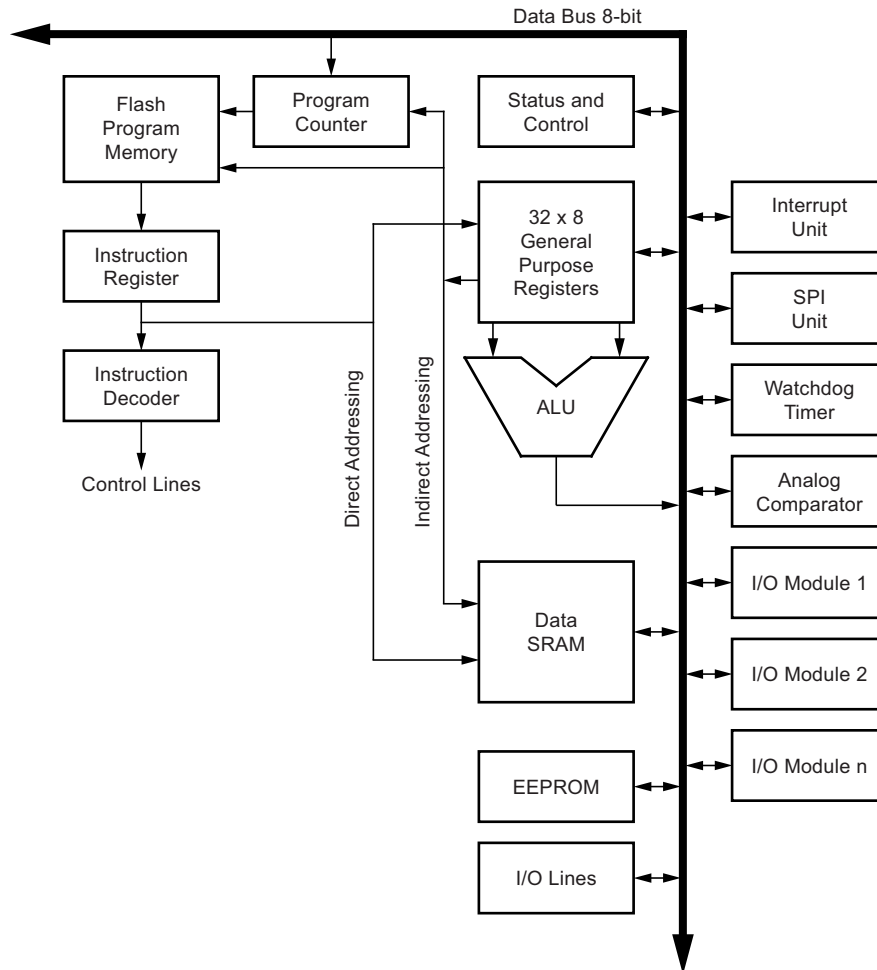 Data Bus 8-bit
Flash
Program
Memory
Program
Counter
Status and
Control
32 x 8
General
Purpose
Registers
Interrupt
Unit
Instruction
Register
SPI
Unit
Instruction
Decoder
ALU
Watchdog
Timer
Control Lines
Direct Addressing
Indirect Addressing
Analog
Comparator
Data
SRAM
I/O Module 1
I/O Module 2
I/O Module n
EEPROM
I/O Lines